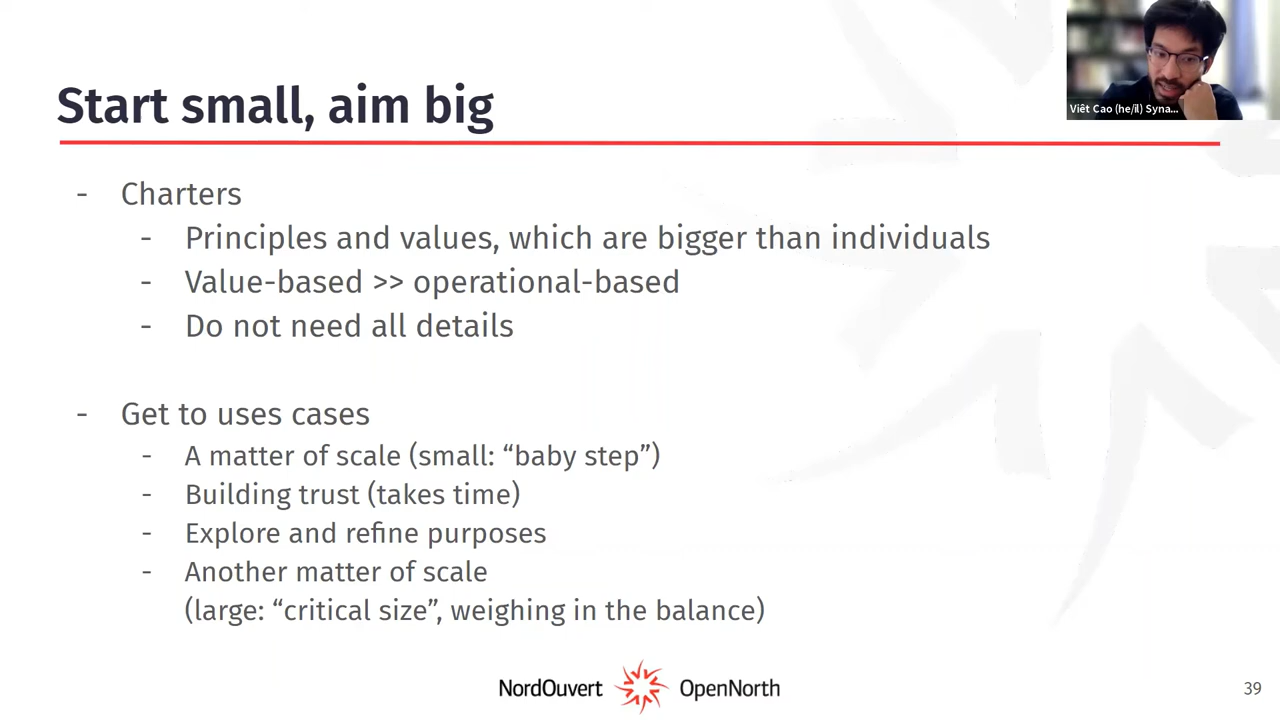 Viêt Cao (he/il) Syna...
Start small, aim big
- Charters
- Principles and values, which are bigger than individuals
- Value-based >> operational-based
- Do not need all details
- Get to uses cases
- A matter of scale (small: “baby step”)
- Building trust (takes time)
- Explore and refine purposes
- Another matter of scale
(large: “critical size”, weighing in the balance)
NordOuvert OpenNorth
39